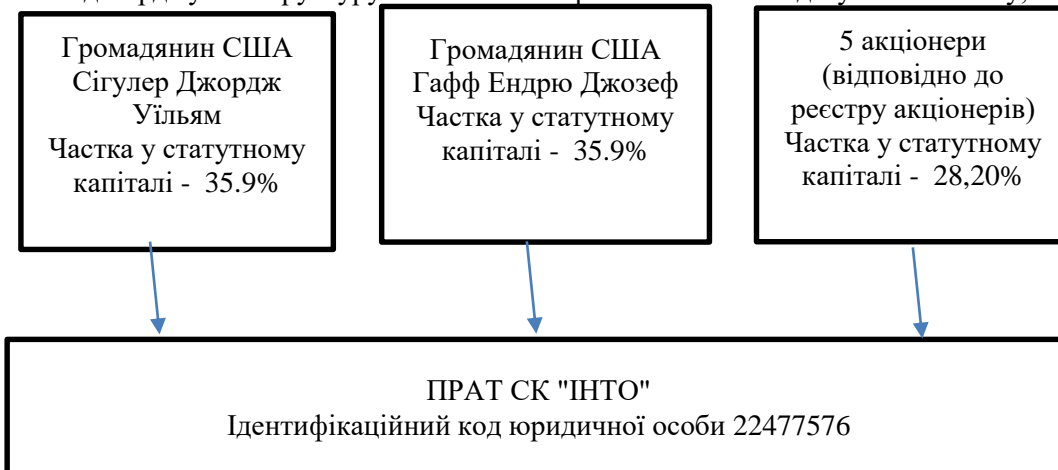 Громадянин США
Сігулер Джордж
Уїльям
Частка у статутному
капіталі - 35.9%
Громадянин США
Гафф Ендрю Джозеф
Частка у статутному
капіталі - 35.9%
5 акціонери
(відповідно до
реєстру акціонерів)
Частка у статутному
капіталі - 28,20%
ПРАТ СК "ІНТО"
Ідентифікаційний код юридичної особи 22477576